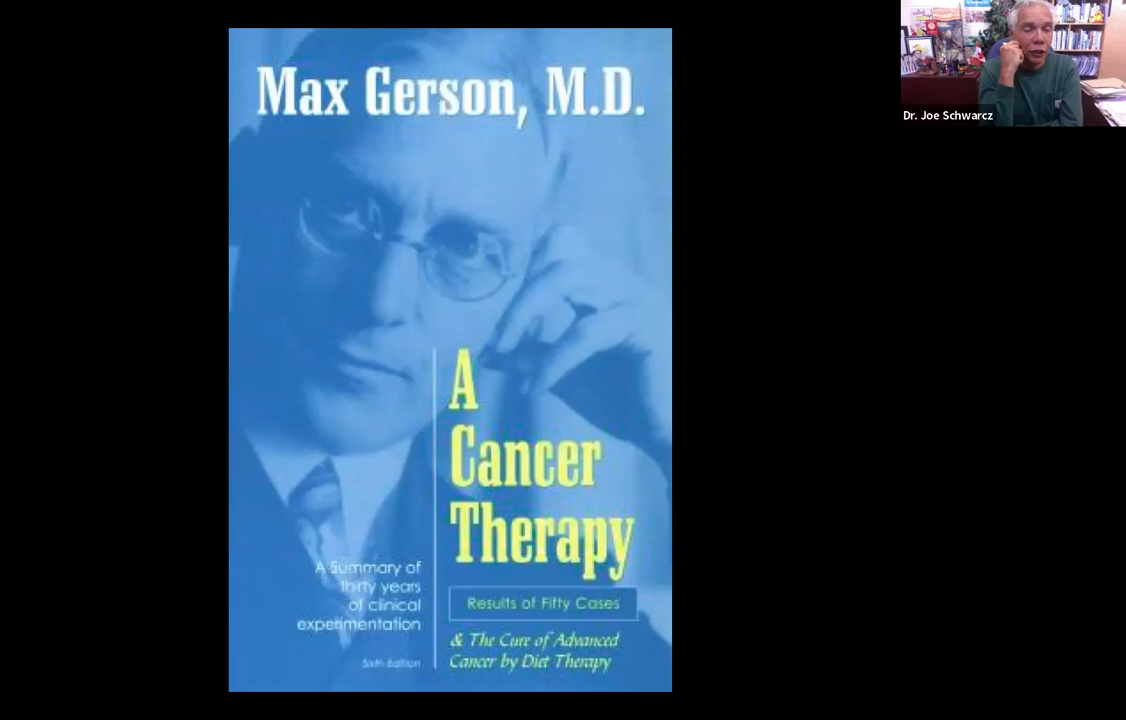 Max Gerson, M.D.
A
Cancer
Therapy
A Summary of
thirty years
of clinical
experimentation
Sixth Edition
Results of Fifty Cases
& The Cure of Advanced
Cancer by Diet Therapy
Dr. Joe Schwarcz